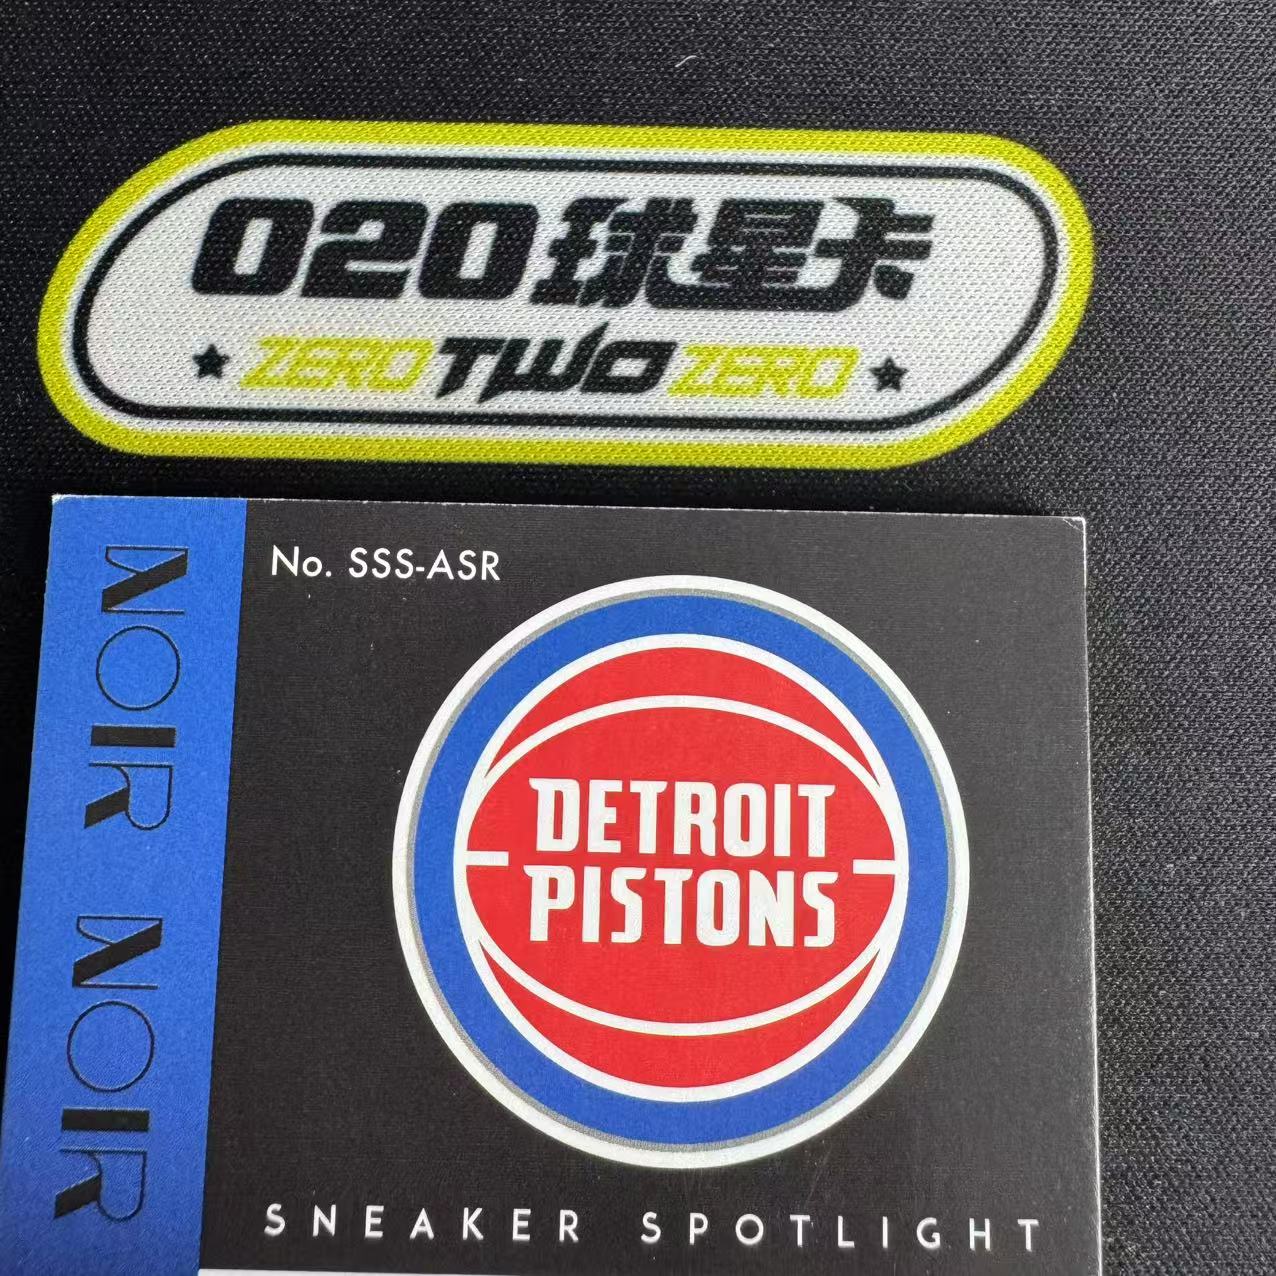 020球星卡
ZERO TWO ZERO
No. SSS-ASR
NOIR NOIR
DETROIT
PISTONS
SNEAKER SPOTLIGHT